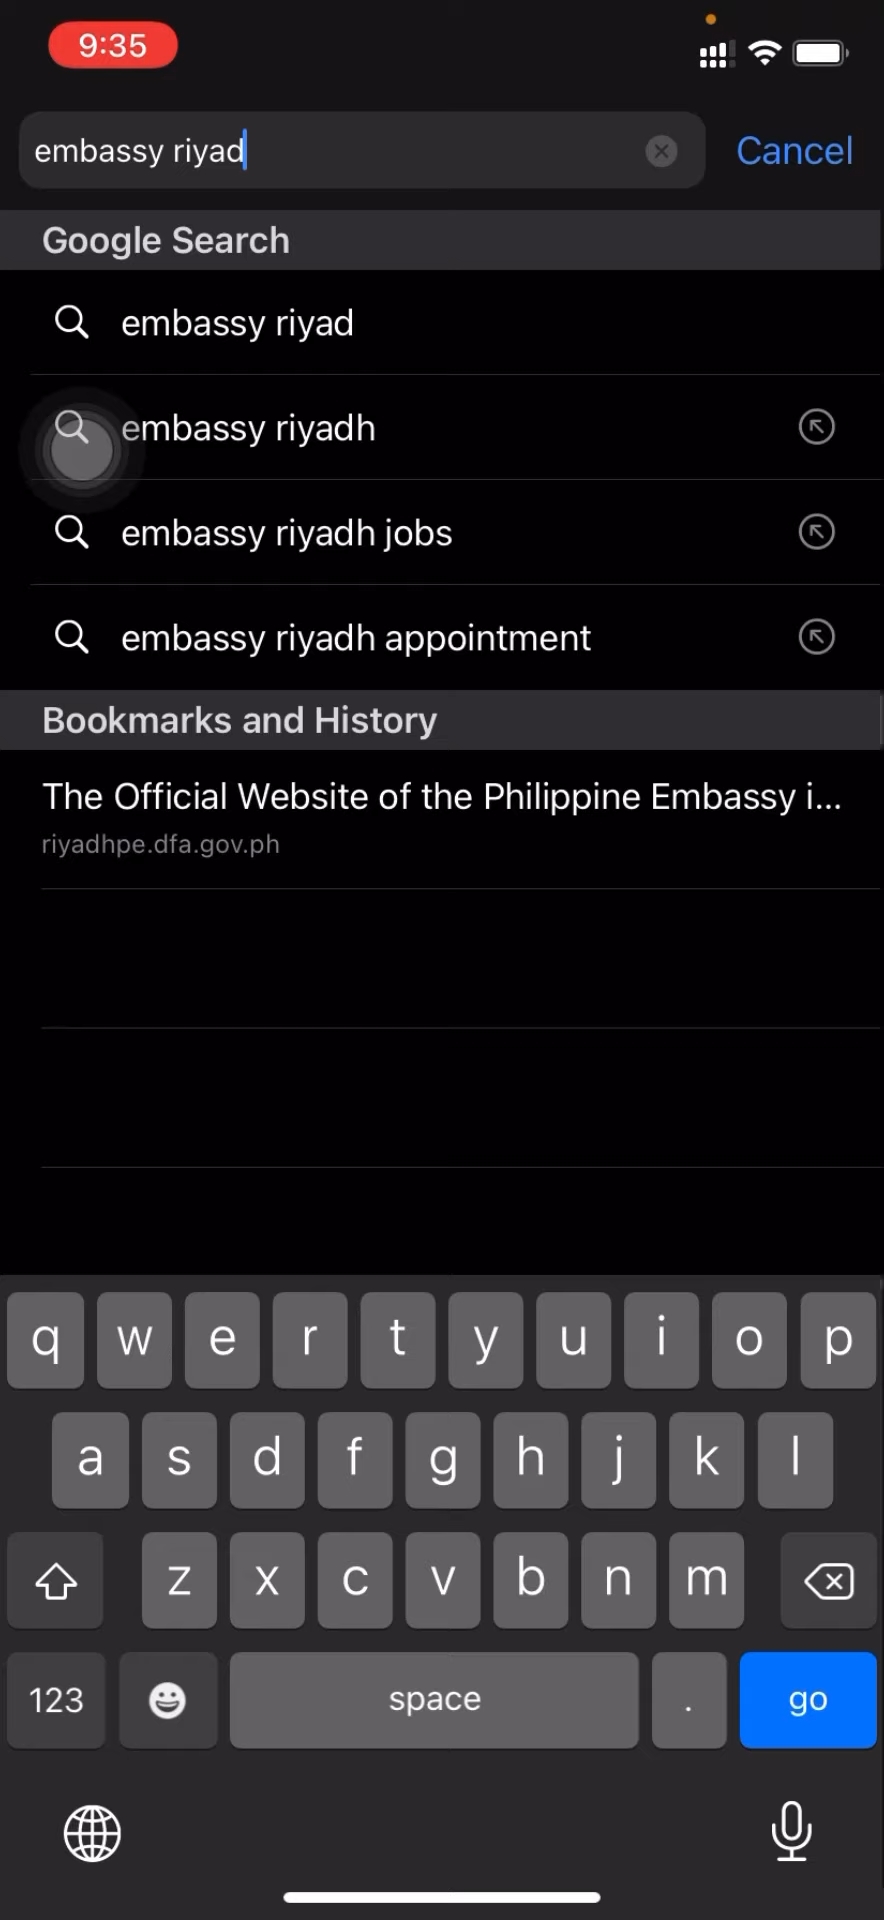 9:35
embassy riyad
Cancel
Google Search
embassy riyad
embassy riyadh
embassy riyadh jobs
embassy riyadh appointment
Bookmarks and History
The Official Website of the Philippine Embassy i...
riyadhpe.dfa.gov.ph
q w e r t y u i o p
a s d f g h j k l
z x c v b n m
123 space . go